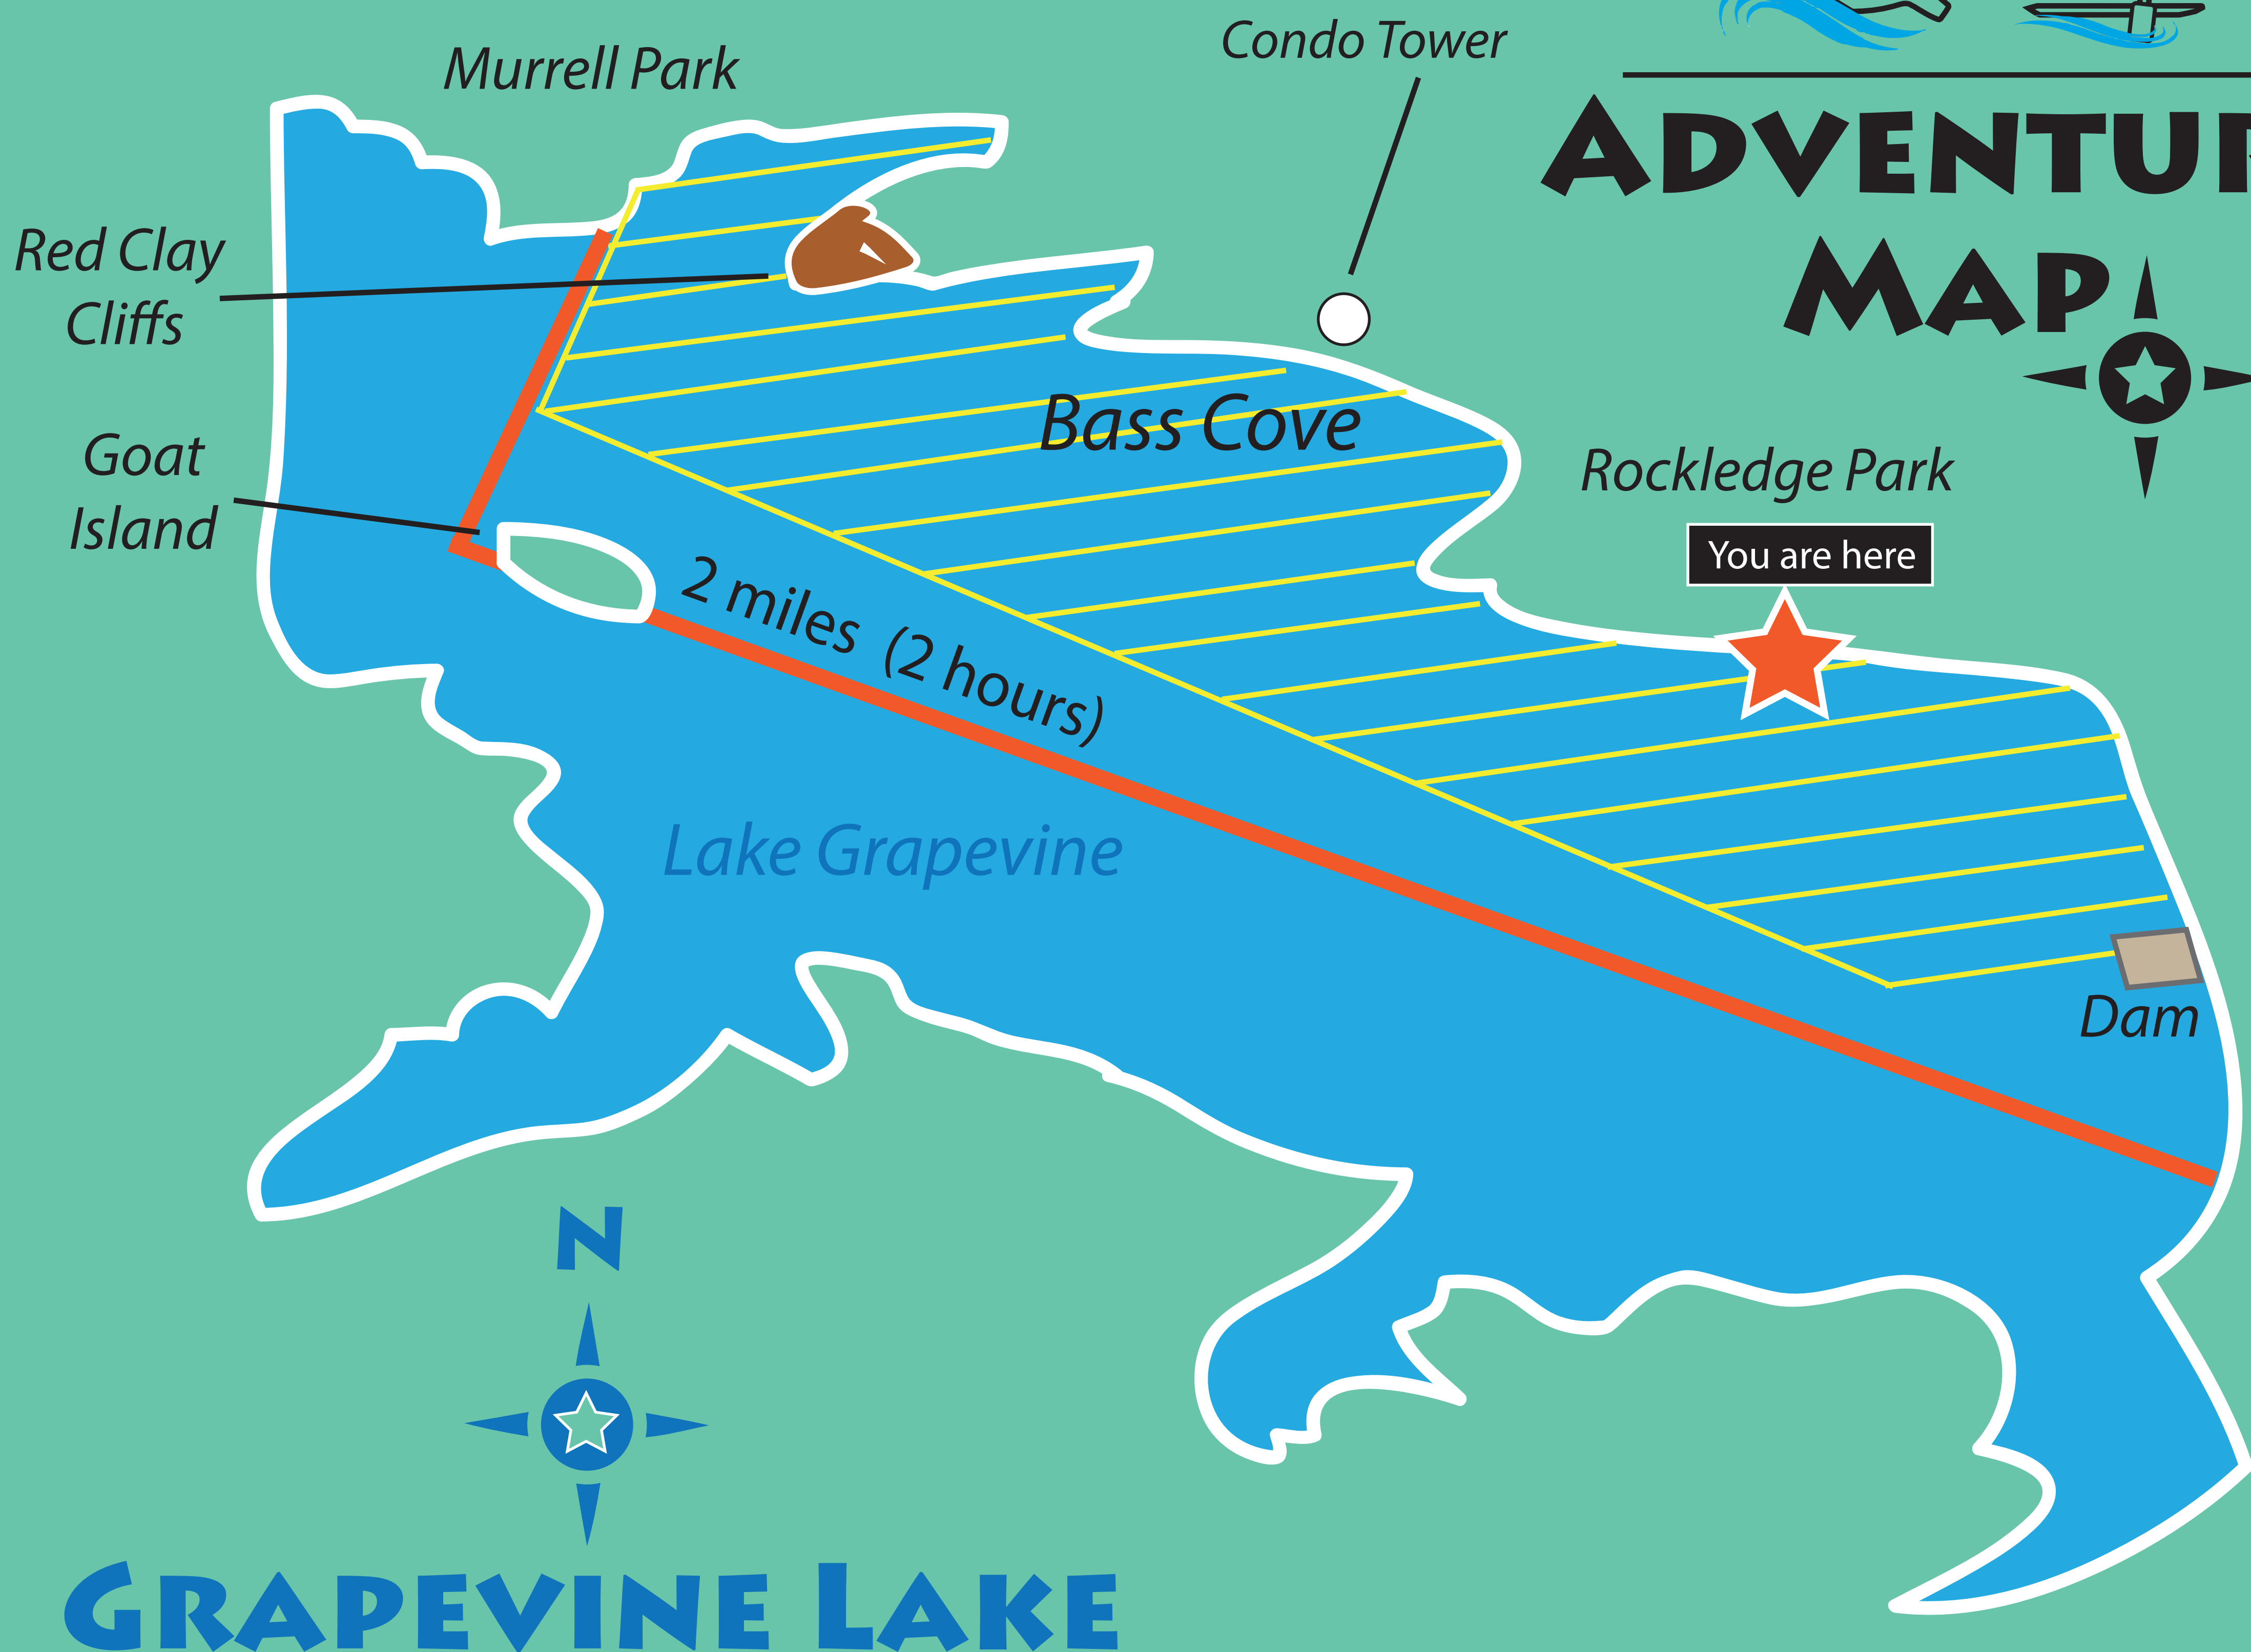 Murrell Park
Condo Tower
ADVENTUR
MAP
Red Clay
Cliffs
Goat
Island
Bass Cove
Rockledge Park
You are here
2 miles (2 hours)
Lake Grapevine
Dam
N
GRAPEVINE LAKE